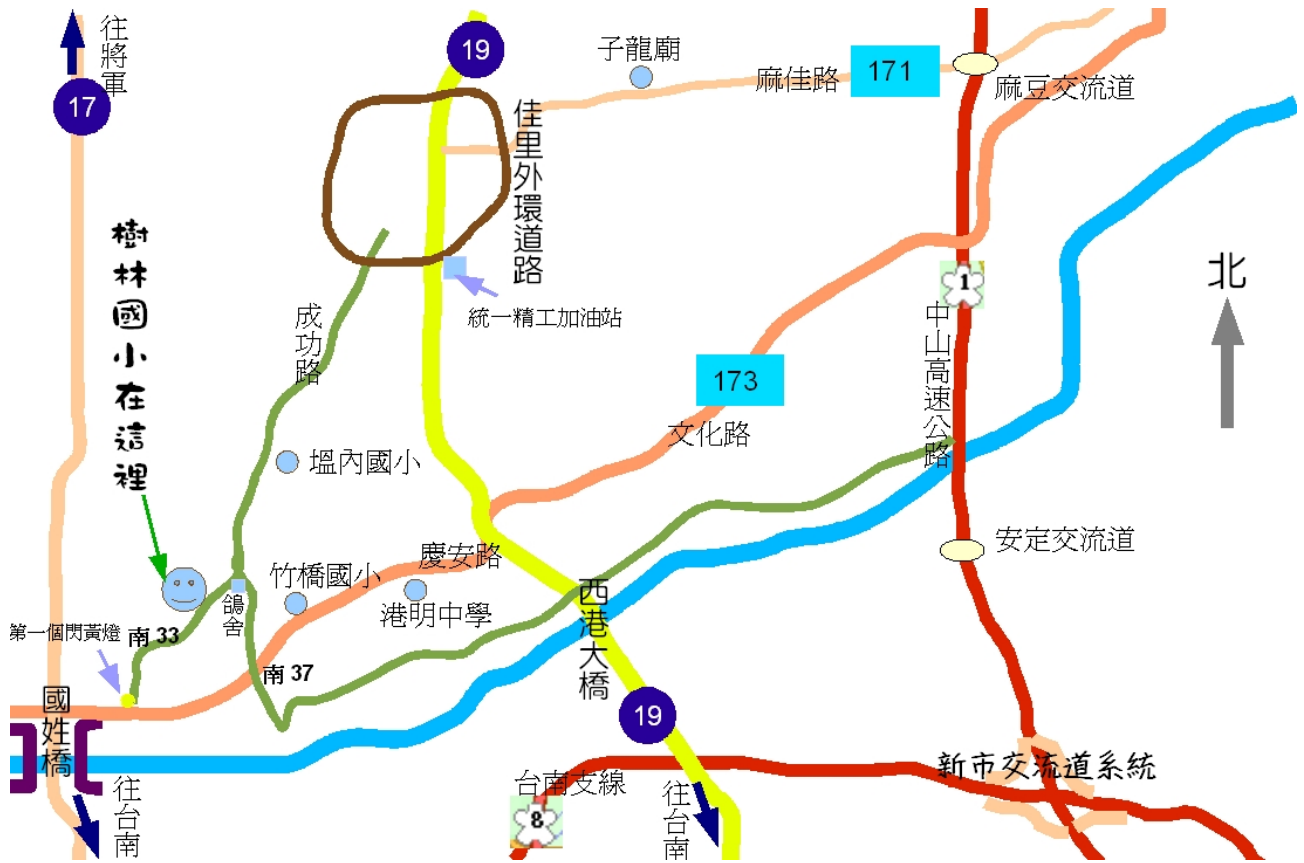 往將軍
17
19
子龍廟
麻佳路
171
麻豆交流道
佳里外環道路
樹林國小在這裡
成功路
統一精工加油站
1
中山高速公路
北
173
文化路
塭內國小
安定交流道
慶安路
竹橋國小
港明中學
鴿舍
西港大橋
第一個閃黃燈
南 33
南 37
國姓橋
19
新市交流道系統
台南支線
8
往台南
往台南